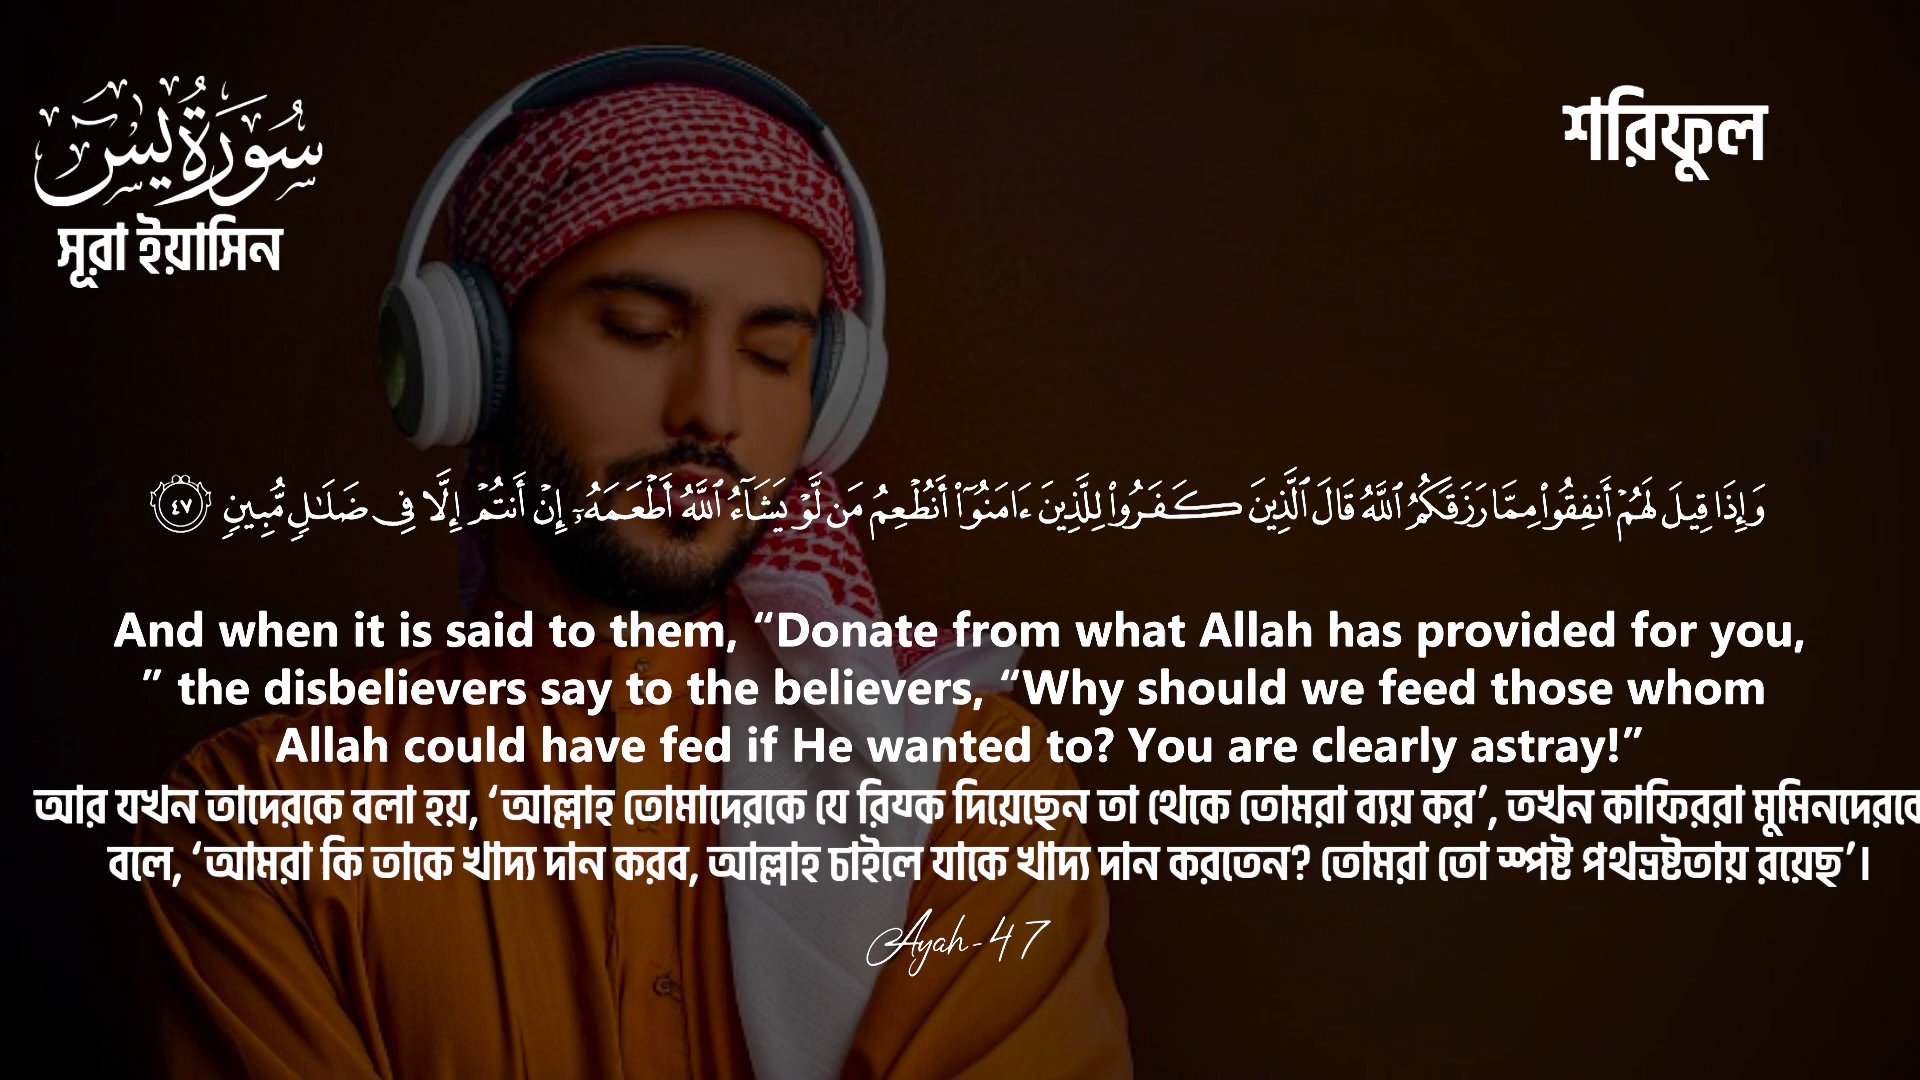 سُورَةُ يسٓ
সূরা ইয়াসিন
শরিফুল
وَإِذَا قِيلَ لَهُمْ أَنفِقُوا۟ مِمَّا رَزَقَكُمُ ٱللَّهُ قَالَ ٱلَّذِينَ كَفَرُوا۟ لِلَّذِينَ ءَامَنُوٓا۟ أَنُطْعِمُ مَن لَّوْ يَشَآءُ ٱللَّهُ أَطْعَمَهُۥٓ إِنْ أَنتُمْ إِلَّا فِى ضَلَـٰلٍ مُّبِينٍ ٤٧
And when it is said to them, “Donate from what Allah has provided for you,
” the disbelievers say to the believers, “Why should we feed those whom
Allah could have fed if He wanted to? You are clearly astray!”
আর যখন তাদেরকে বলা হয়, ‘আল্লাহ তোমাদেরকে যে রিযক দিয়েছেন তা থেকে তোমরা ব্যয় কর’, তখন কাফিররা মুমিনদেরকে
বলে, ‘আমরা কি তাকে খাদ্য দান করব, আল্লাহ চাইলে যাকে খাদ্য দান করতেন? তোমরা তো স্পষ্ট পথভ্রষ্টতায় রয়েছ’।
Ayah-47